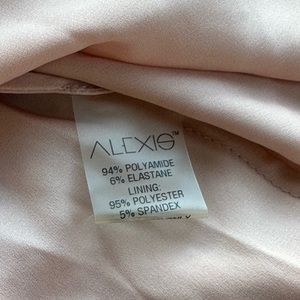 ALEXIS™
94% POLYAMIDE
6% ELASTANE
LINING:
95% POLYESTER
5% SPANDEX